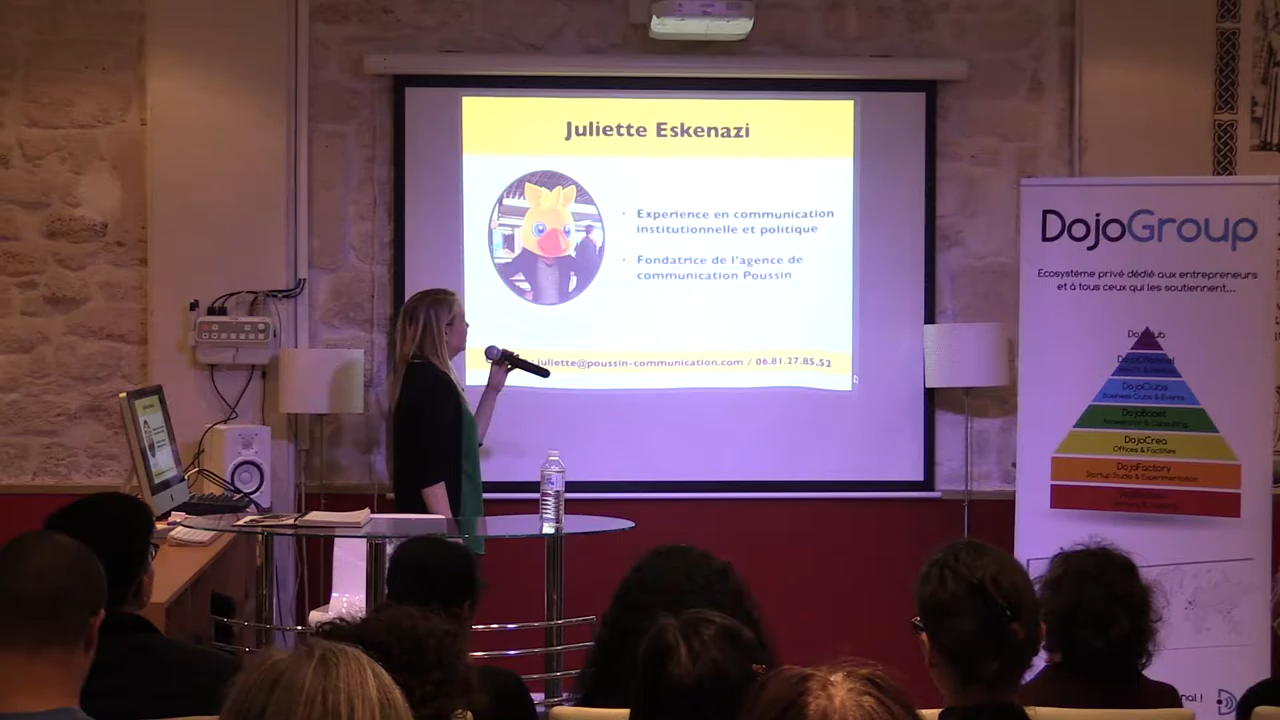 Juliette Eskenazi
• Experience en communication
institutionnelle et politique
• Fondatrice de l'agence de
communication Poussin
juliette@poussin-communication.com / 06.81.27.85.52
DojoGroup
Ecosystème privé dédié aux entrepreneurs
et à tous ceux qui les soutiennent...
DojoClubs
Business Clubs & Events
DojoBoost
DojoCrea
Offices & Facilities
DojoFactory
Startup Studio & Experimentation